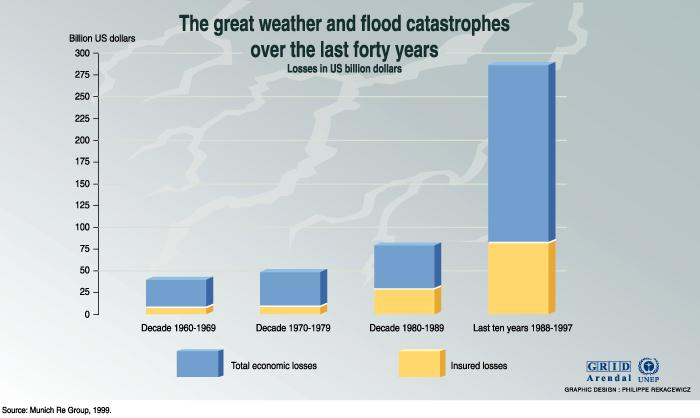 The great weather and flood catastrophes
over the last forty years
Losses in US billion dollars
Billion US dollars
300
275
250
225
200
175
150
125
100
75
50
25
0
Decade 1960-1969
Decade 1970-1979
Decade 1980-1989
Last ten years 1988-1997
Total economic losses
Insured losses
GRID
Arendal
UNEP
GRAPHIC DESIGN : PHILIPPE REKACEWICZ
Source: Munich Re Group, 1999.